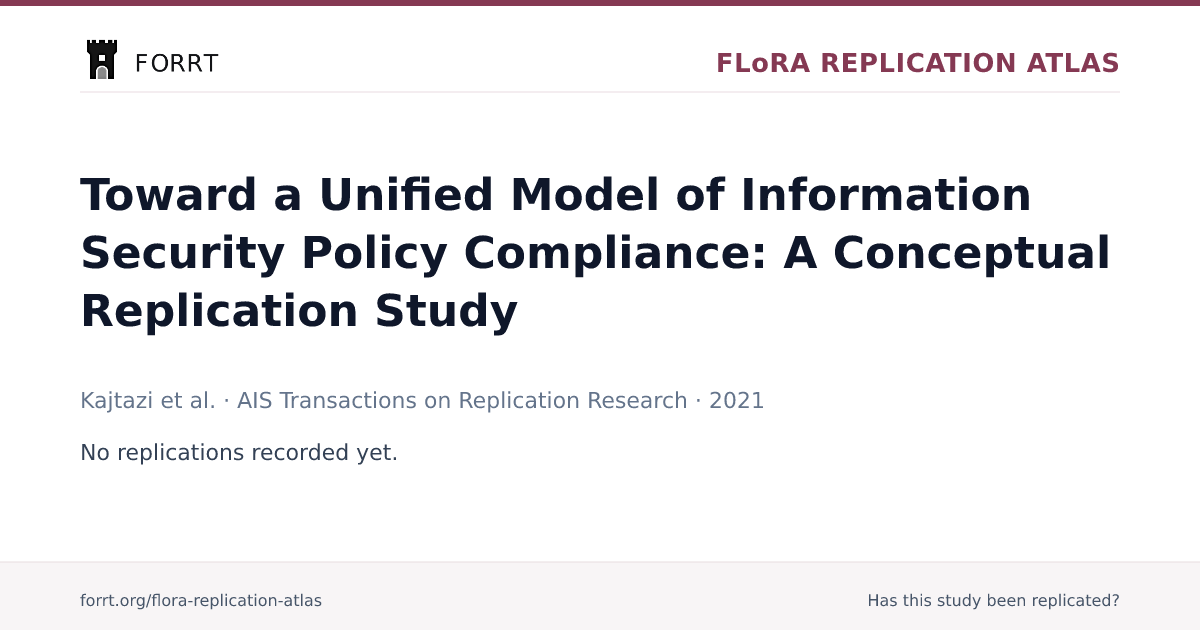 FORRT
FLoRA REPLICATION ATLAS
Toward a Unified Model of Information
Security Policy Compliance: A Conceptual
Replication Study
Kajtazi et al. · AIS Transactions on Replication Research · 2021
No replications recorded yet.
forrt.org/flora-replication-atlas
Has this study been replicated?